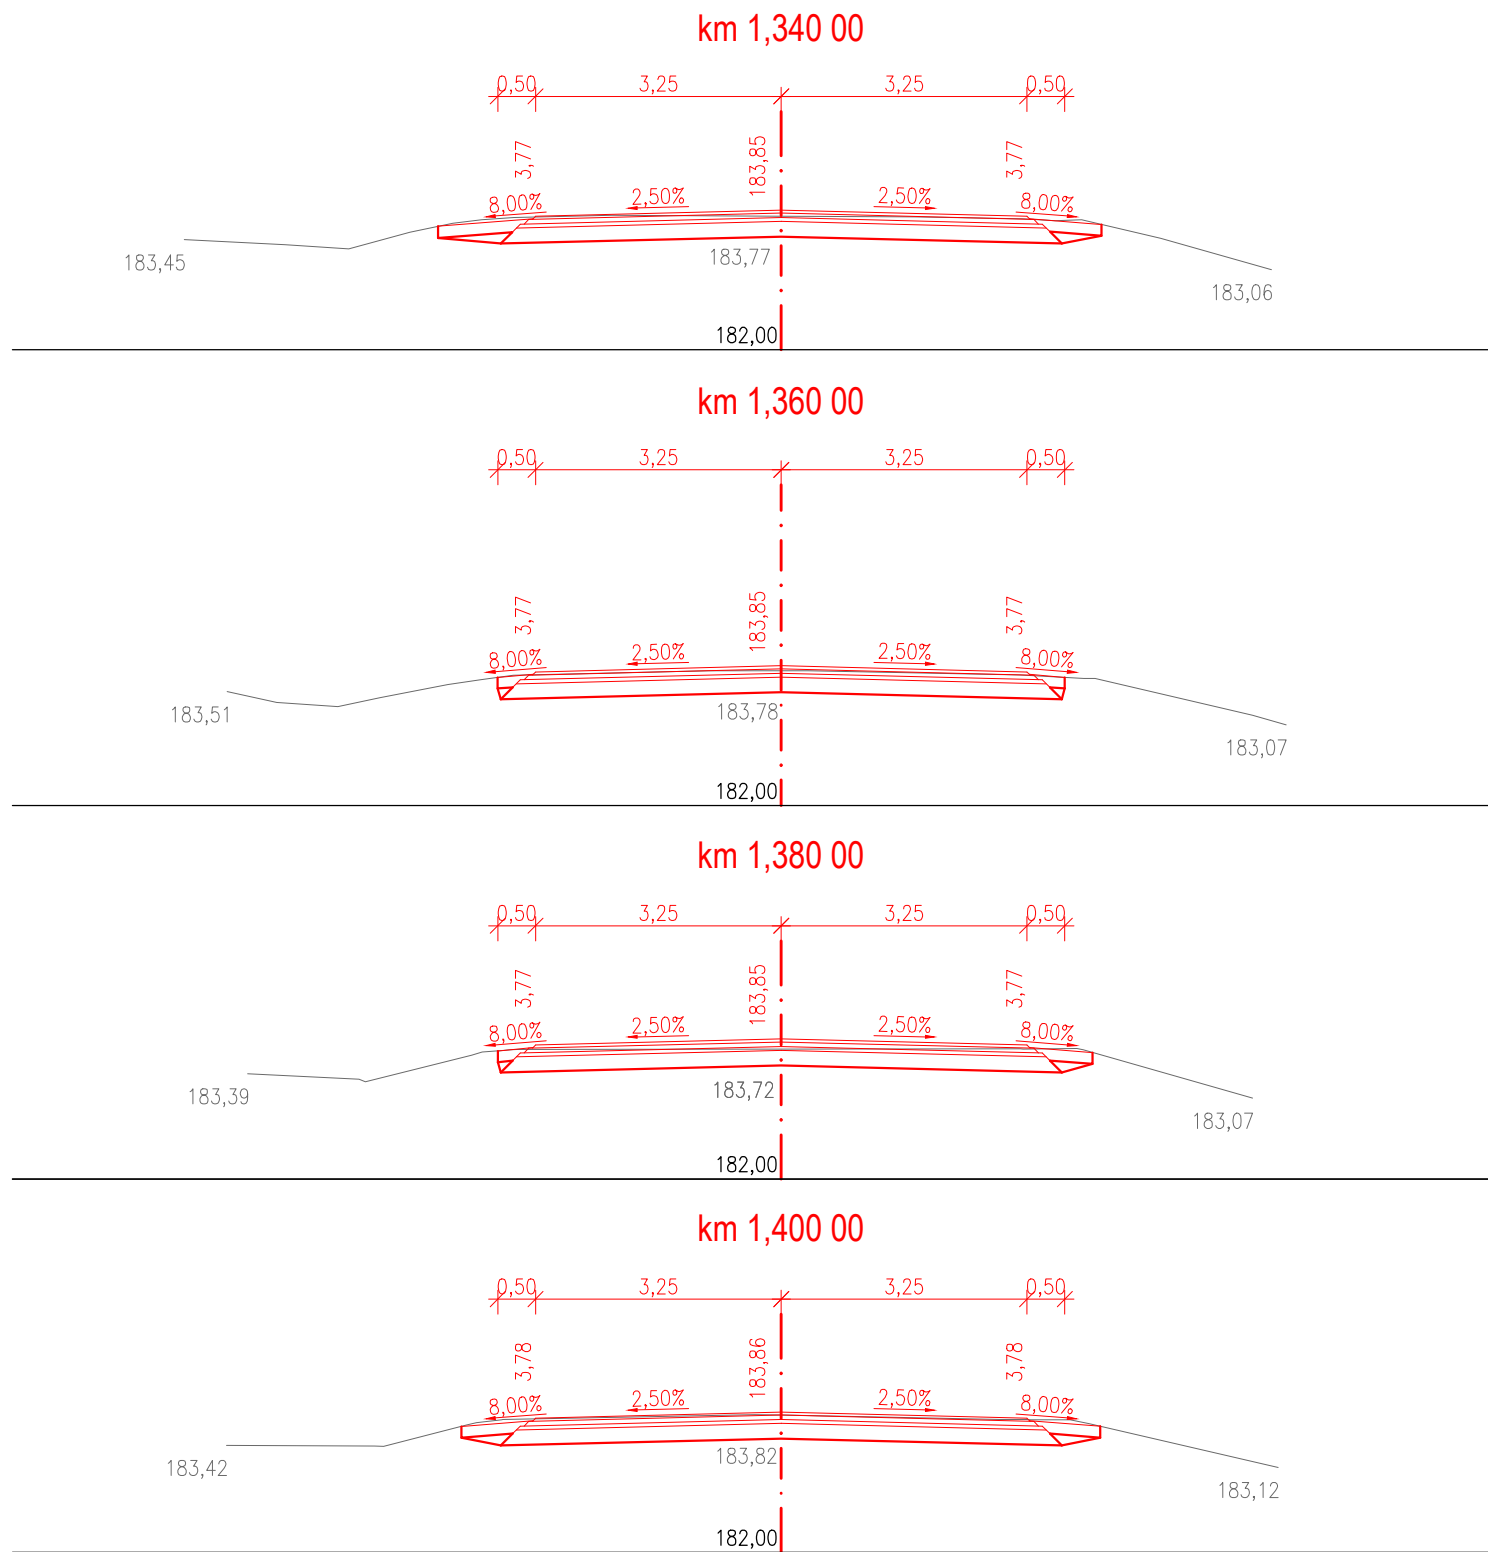 km 1,340 00
0,50 3,25 3,25 0,50
3,77 183,85 3,77
8,00% 2,50% 2,50% 8,00%
183,45 183,77 183,06
182,00
km 1,360 00
0,50 3,25 3,25 0,50
3,77 183,85 3,77
8,00% 2,50% 2,50% 8,00%
183,51 183,78 183,07
182,00
km 1,380 00
0,50 3,25 3,25 0,50
3,77 183,85 3,77
8,00% 2,50% 2,50% 8,00%
183,39 183,72 183,07
182,00
km 1,400 00
0,50 3,25 3,25 0,50
3,78 183,86 3,78
8,00% 2,50% 2,50% 8,00%
183,42 183,82 183,12
182,00